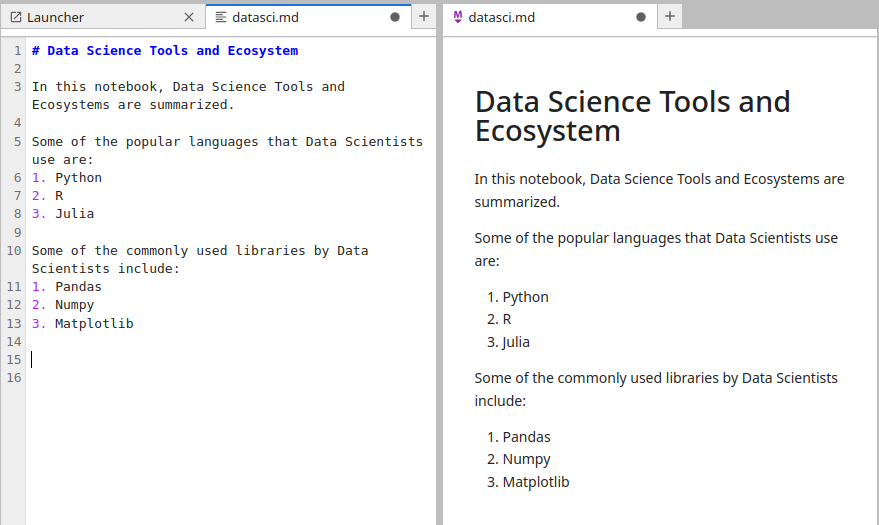 Launcher
datasci.md
datasci.md
1 # Data Science Tools and Ecosystem
2
3 In this notebook, Data Science Tools and
Ecosystems are summarized.
4
5 Some of the popular languages that Data Scientists
use are:
6 1. Python
7 2. R
8 3. Julia
9
10 Some of the commonly used libraries by Data
Scientists include:
11 1. Pandas
12 2. Numpy
13 3. Matplotlib
14
15
16
Data Science Tools and
Ecosystem
In this notebook, Data Science Tools and Ecosystems are
summarized.
Some of the popular languages that Data Scientists use
are:
1. Python
2. R
3. Julia
Some of the commonly used libraries by Data Scientists
include:
1. Pandas
2. Numpy
3. Matplotlib